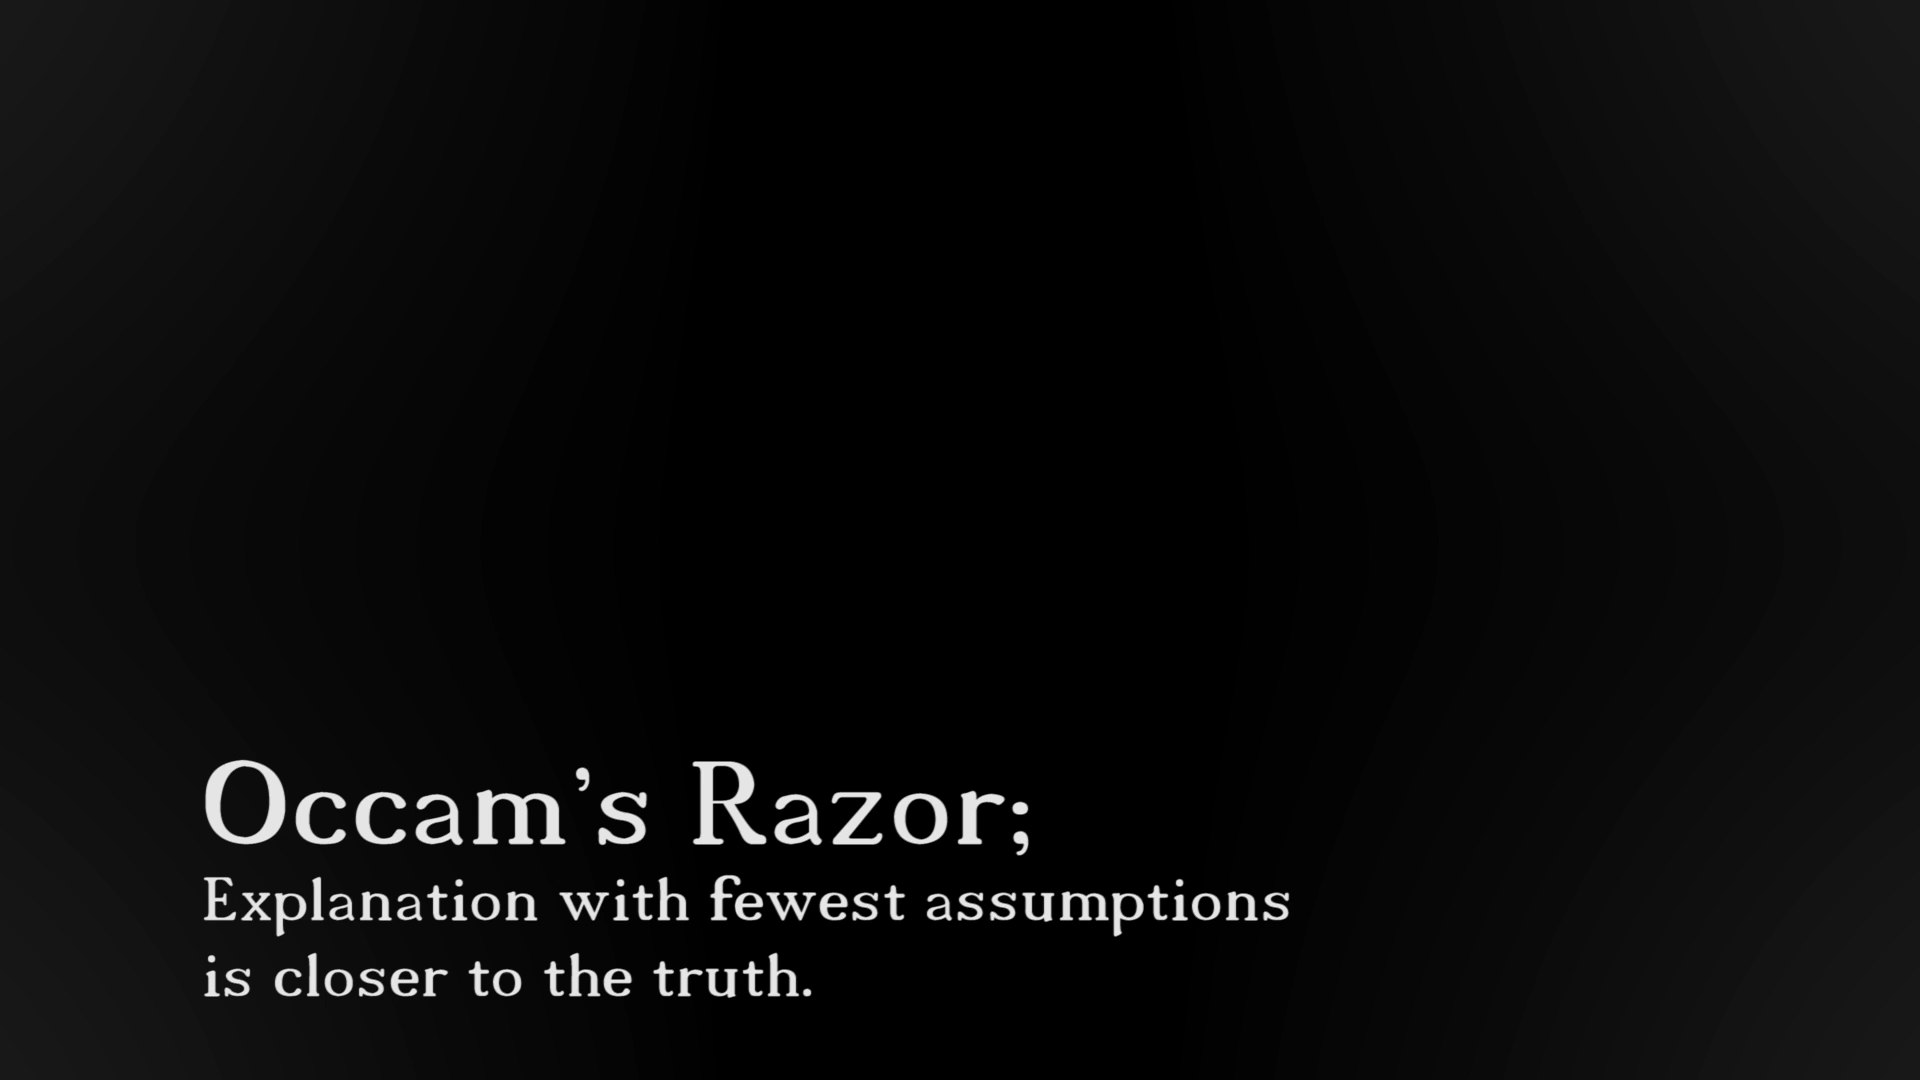 Occam’s Razor;
Explanation with fewest assumptions
is closer to the truth.